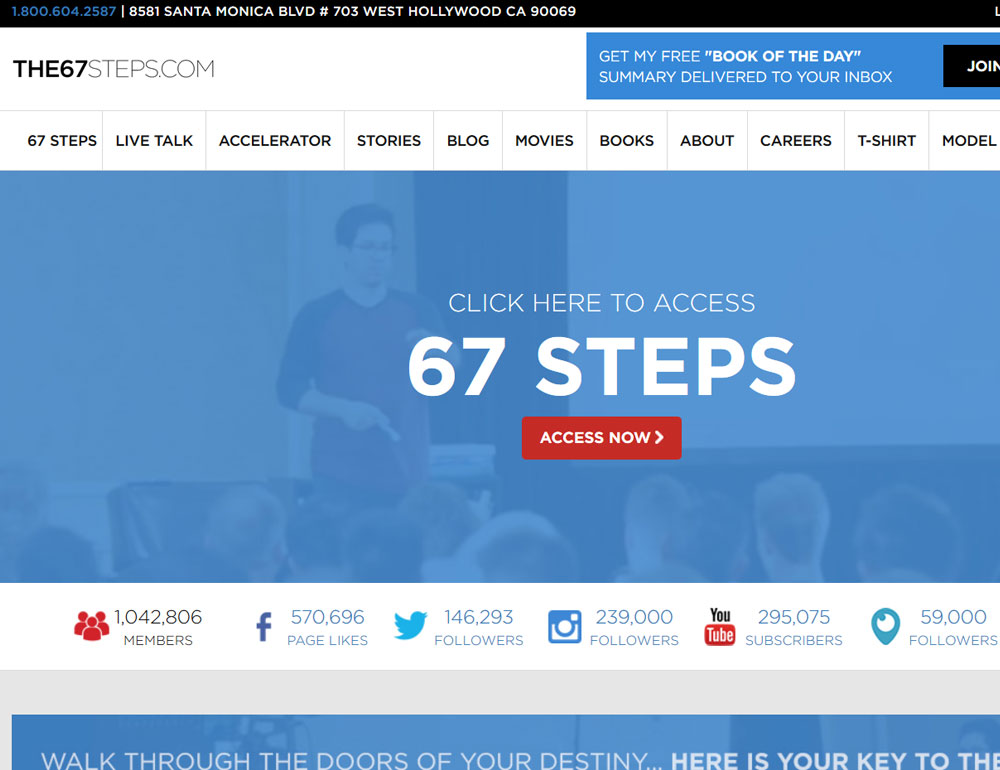 1.800.604.2587 | 8581 SANTA MONICA BLVD # 703 WEST HOLLYWOOD CA 90069
THE67STEPS.COM
GET MY FREE "BOOK OF THE DAY"
SUMMARY DELIVERED TO YOUR INBOX
JOIN
67 STEPS LIVE TALK ACCELERATOR STORIES BLOG MOVIES BOOKS ABOUT CAREERS T-SHIRT MODEL
CLICK HERE TO ACCESS
67 STEPS
ACCESS NOW
1,042,806 570,696 146,293 239,000 You Tube 295,075 59,000
MEMBERS PAGE LIKES FOLLOWERS FOLLOWERS SUBSCRIBERS FOLLOWERS
WALK THROUGH THE DOORS OF YOUR DESTINY... HERE IS YOUR KEY TO THE